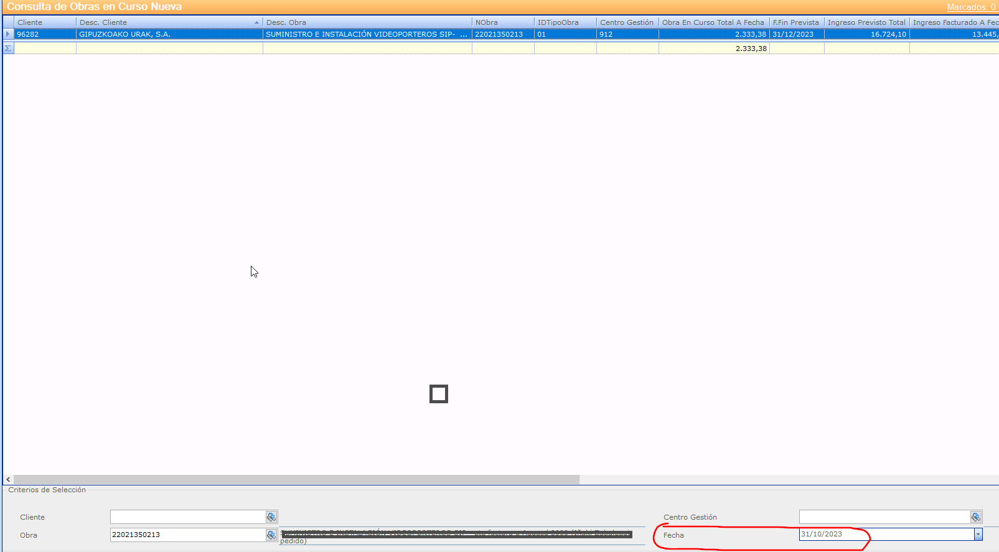 Consulta de Obras en Curso Nueva Marcados: 0
Cliente Desc. Cliente Desc. Obra NObra IDTipoObra Centro Gestión Obra En Curso Total A Fecha F.Fin Prevista Ingreso Previsto Total Ingreso Facturado A Fec
96282 GIPUZKOAKO URAK, S.A. SUMINISTRO E INSTALACIÓN VIDEOPORTEROS SIP- ... 22021350213 01 912 2.333,38 31/12/2023 16.724,10 13.445,
Σ 2.333,38
Criterios de Selección
Cliente Centro Gestión
Obra 22021350213 Fecha 31/10/2023
pedido)